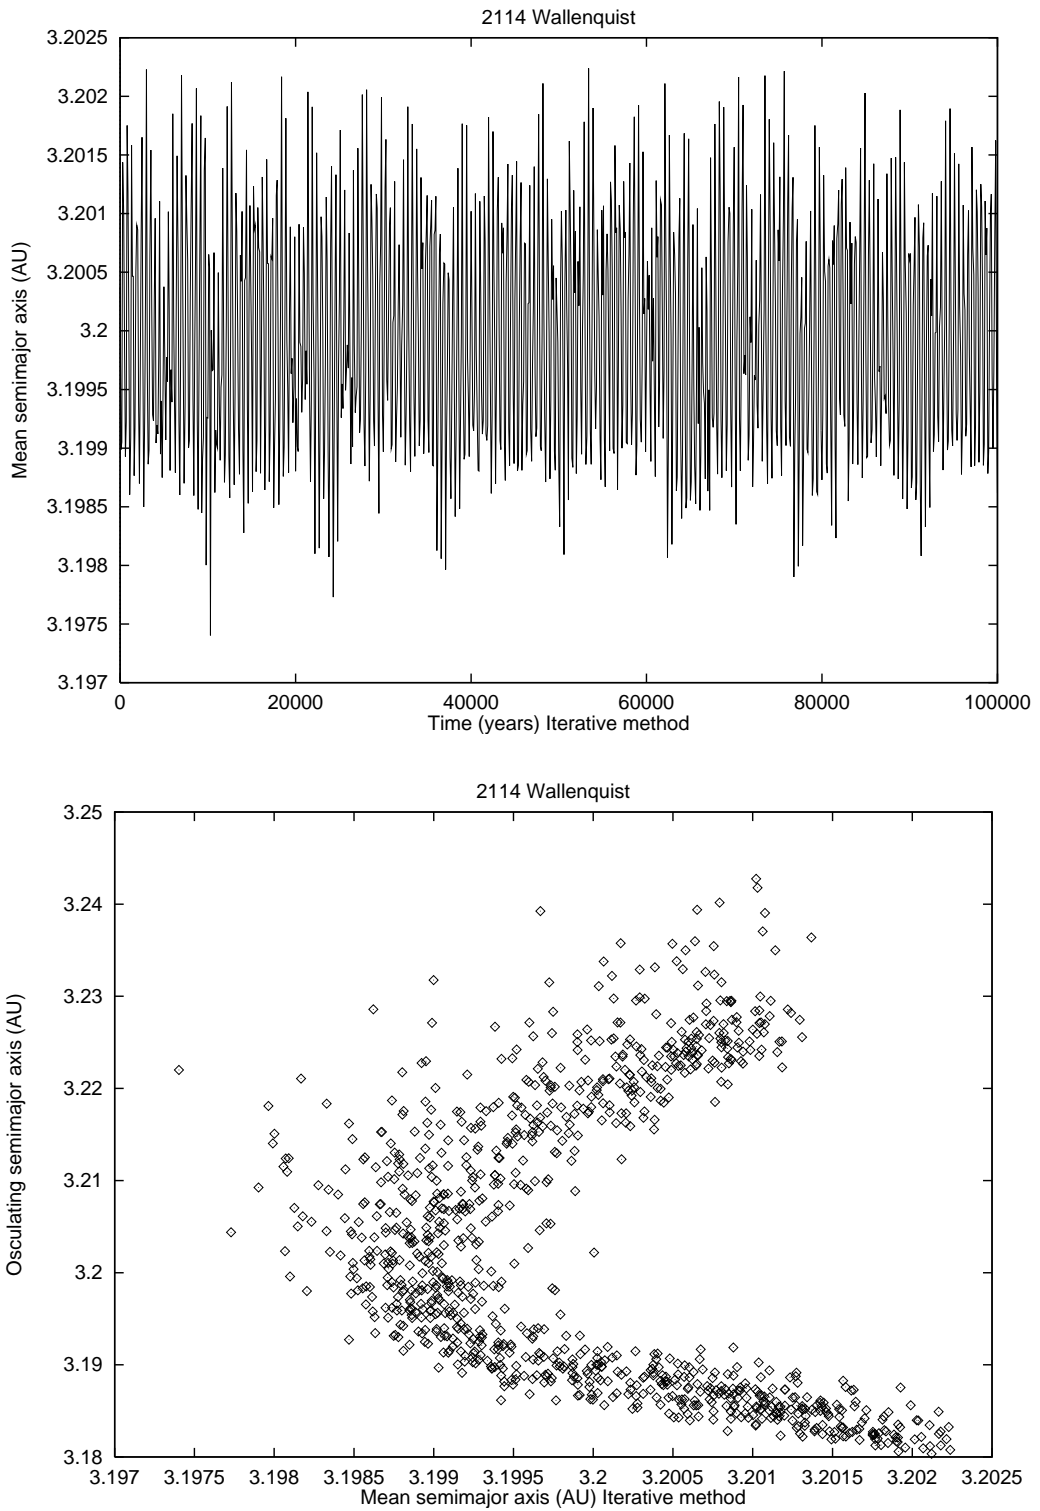 2114 Wallenquist
3.2025
3.202
3.2015
3.201
3.2005
3.2
3.1995
3.199
3.1985
3.198
3.1975
3.197
Mean semimajor axis (AU)
0 20000 40000 60000 80000 100000
Time (years) Iterative method
2114 Wallenquist
3.25
3.24
3.23
3.22
3.21
3.2
3.19
3.18
Osculating semimajor axis (AU)
3.197 3.1975 3.198 3.1985 3.199 3.1995 3.2 3.2005 3.201 3.2015 3.202 3.2025
Mean semimajor axis (AU) Iterative method